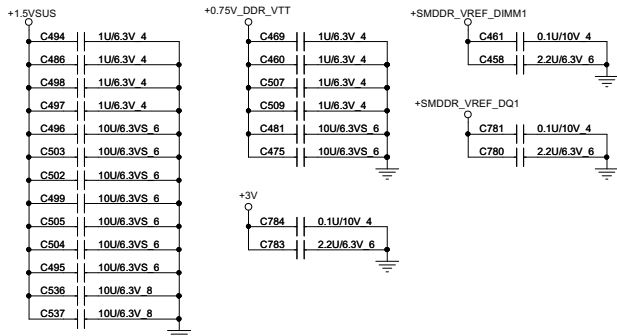 +1.5VSUS
C494 1U/6.3V_4
C486 1U/6.3V_4
C498 1U/6.3V_4
C497 1U/6.3V_4
C496 10U/6.3VS_6
C503 10U/6.3VS_6
C502 10U/6.3VS_6
C499 10U/6.3VS_6
C505 10U/6.3VS_6
C504 10U/6.3VS_6
C495 10U/6.3VS_6
C536 10U/6.3V_8
C537 10U/6.3V_8
+0.75V_DDR_VTT
C469 1U/6.3V_4
C460 1U/6.3V_4
C507 1U/6.3V_4
C509 1U/6.3V_4
C481 10U/6.3VS_6
C475 10U/6.3VS_6
+3V
C784 0.1U/10V_4
C783 2.2U/6.3V_6
+SMDDR_VREF_DIMM1
C461 0.1U/10V_4
C458 2.2U/6.3V_6
+SMDDR_VREF_DQ1
C781 0.1U/10V_4
C780 2.2U/6.3V_6